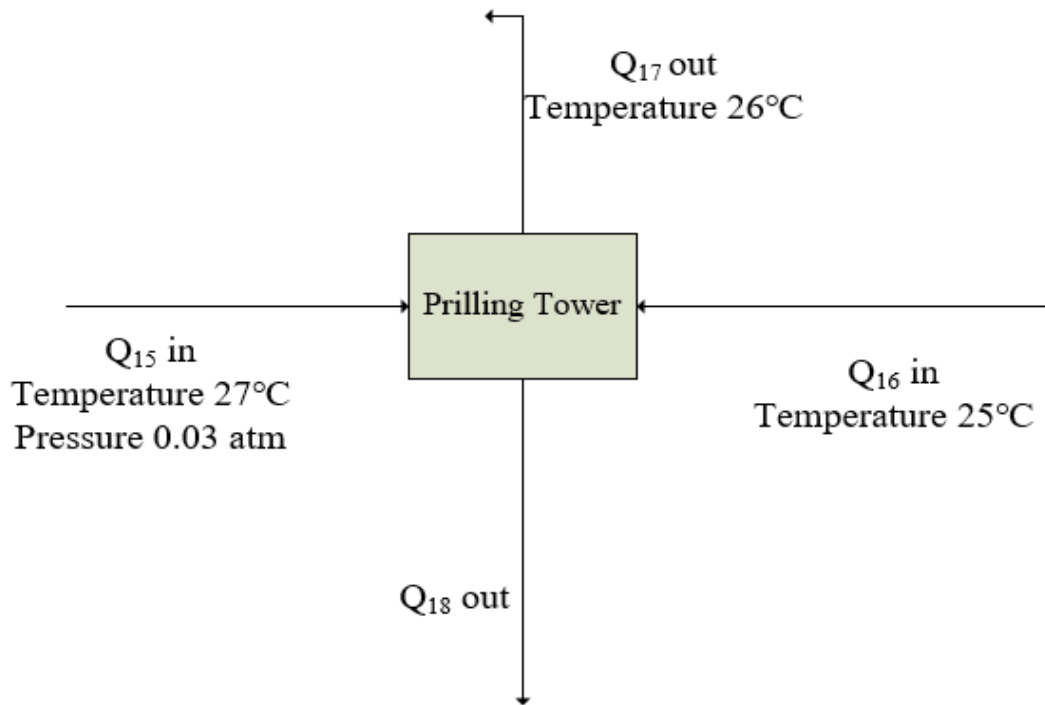 Q₁₇ out
Temperature 26°C
Prilling Tower
Q₁₅ in
Temperature 27°C
Pressure 0.03 atm
Q₁₆ in
Temperature 25°C
Q₁₈ out